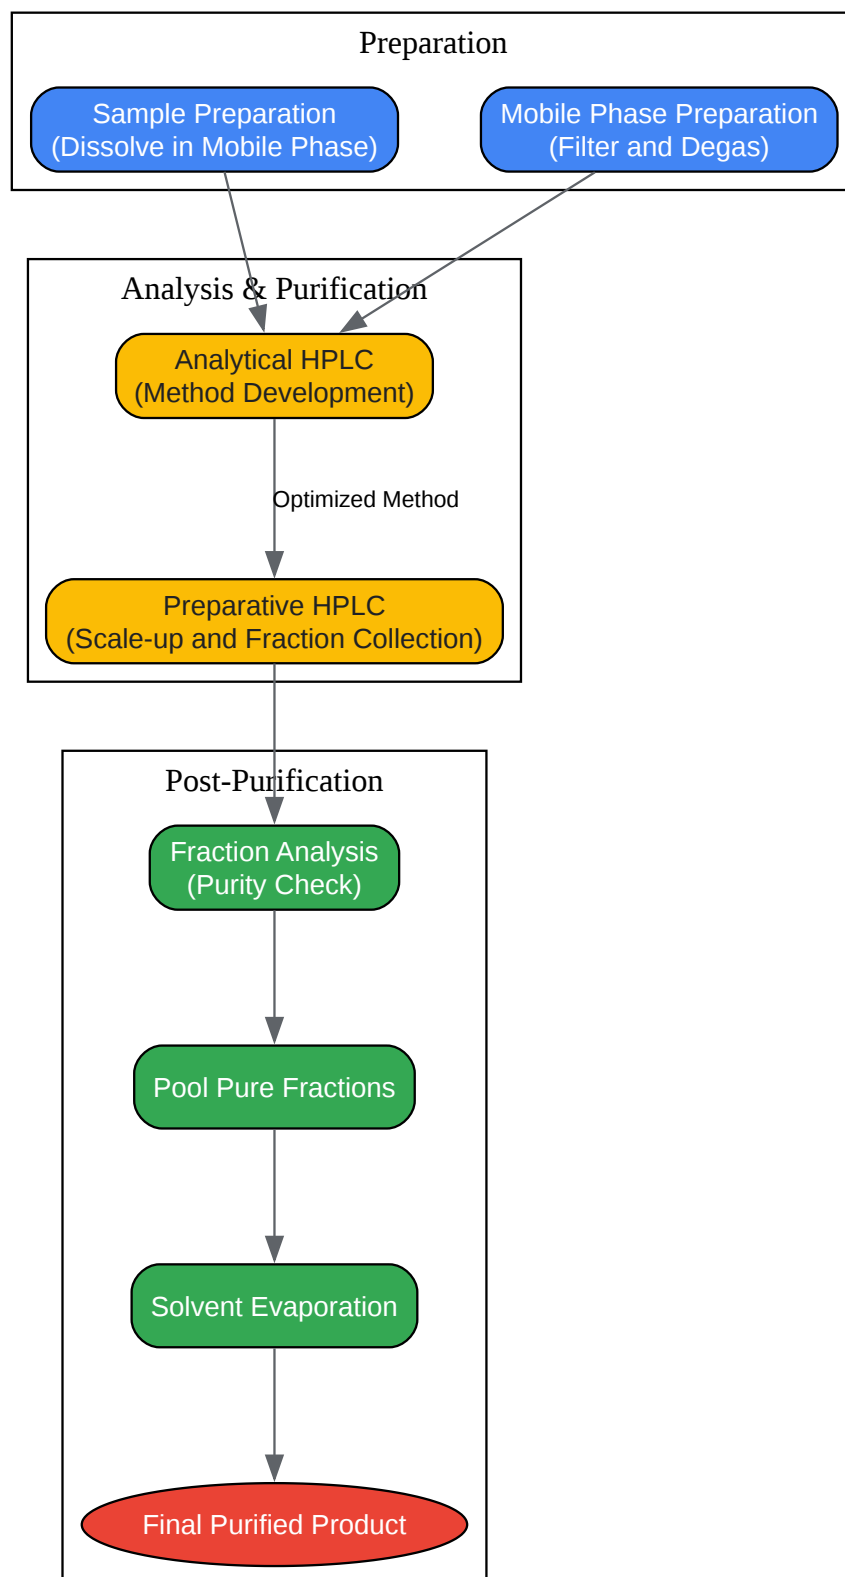 Preparation
Sample Preparation
(Dissolve in Mobile Phase)
Mobile Phase Preparation
(Filter and Degas)
Analysis & Purification
Analytical HPLC
(Method Development)
Optimized Method
Preparative HPLC
(Scale-up and Fraction Collection)
Post-Purification
Fraction Analysis
(Purity Check)
Pool Pure Fractions
Solvent Evaporation
Final Purified Product